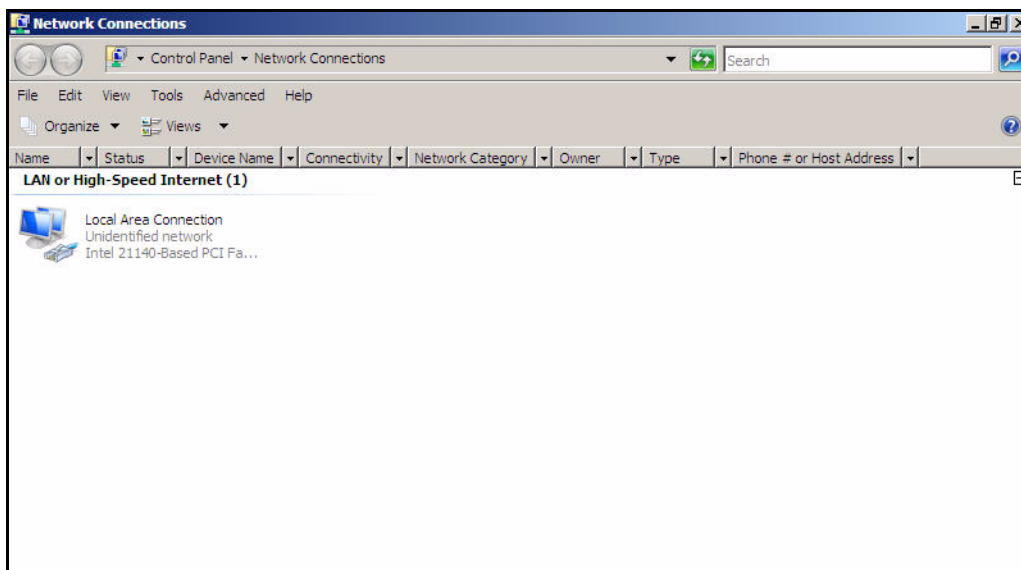 Network Connections
Control Panel Network Connections Search
File Edit View Tools Advanced Help
Organize Views
Name Status Device Name Connectivity Network Category Owner Type Phone # or Host Address
LAN or High-Speed Internet (1)
Local Area Connection
Unidentified network
Intel 21140-Based PCI Fa...